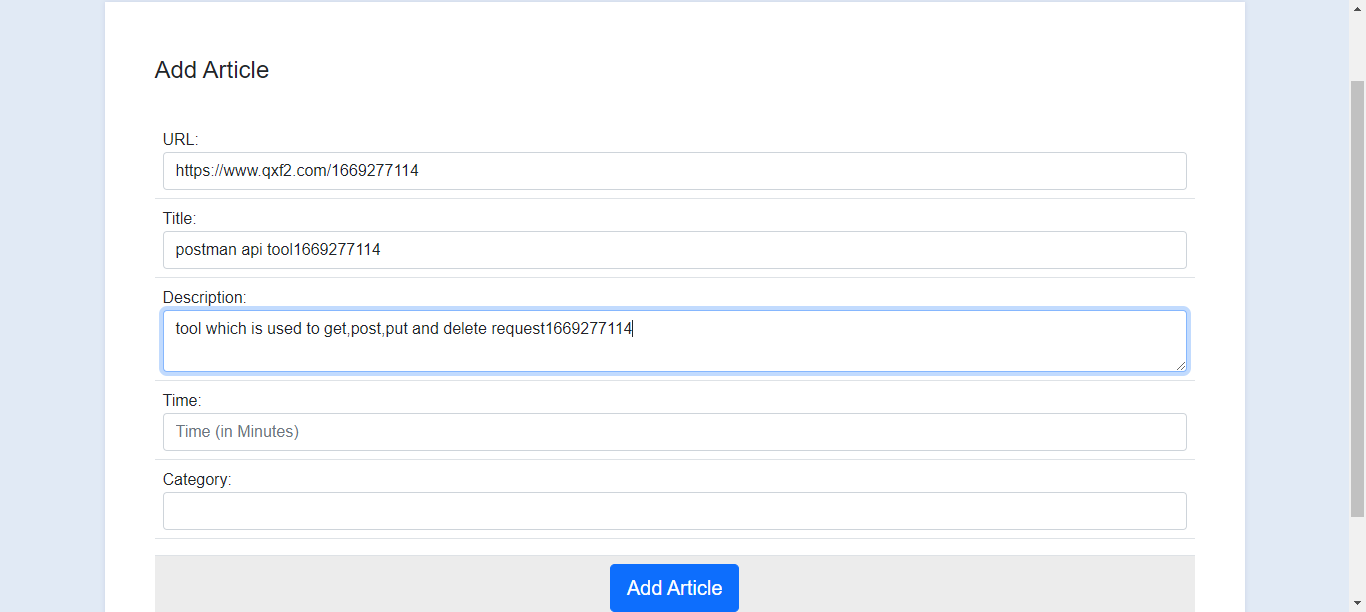 Add Article
URL:
https://www.qxf2.com/1669277114
Title:
postman api tool1669277114
Description:
tool which is used to get,post,put and delete request1669277114
Time:
Time (in Minutes)
Category:
Add Article